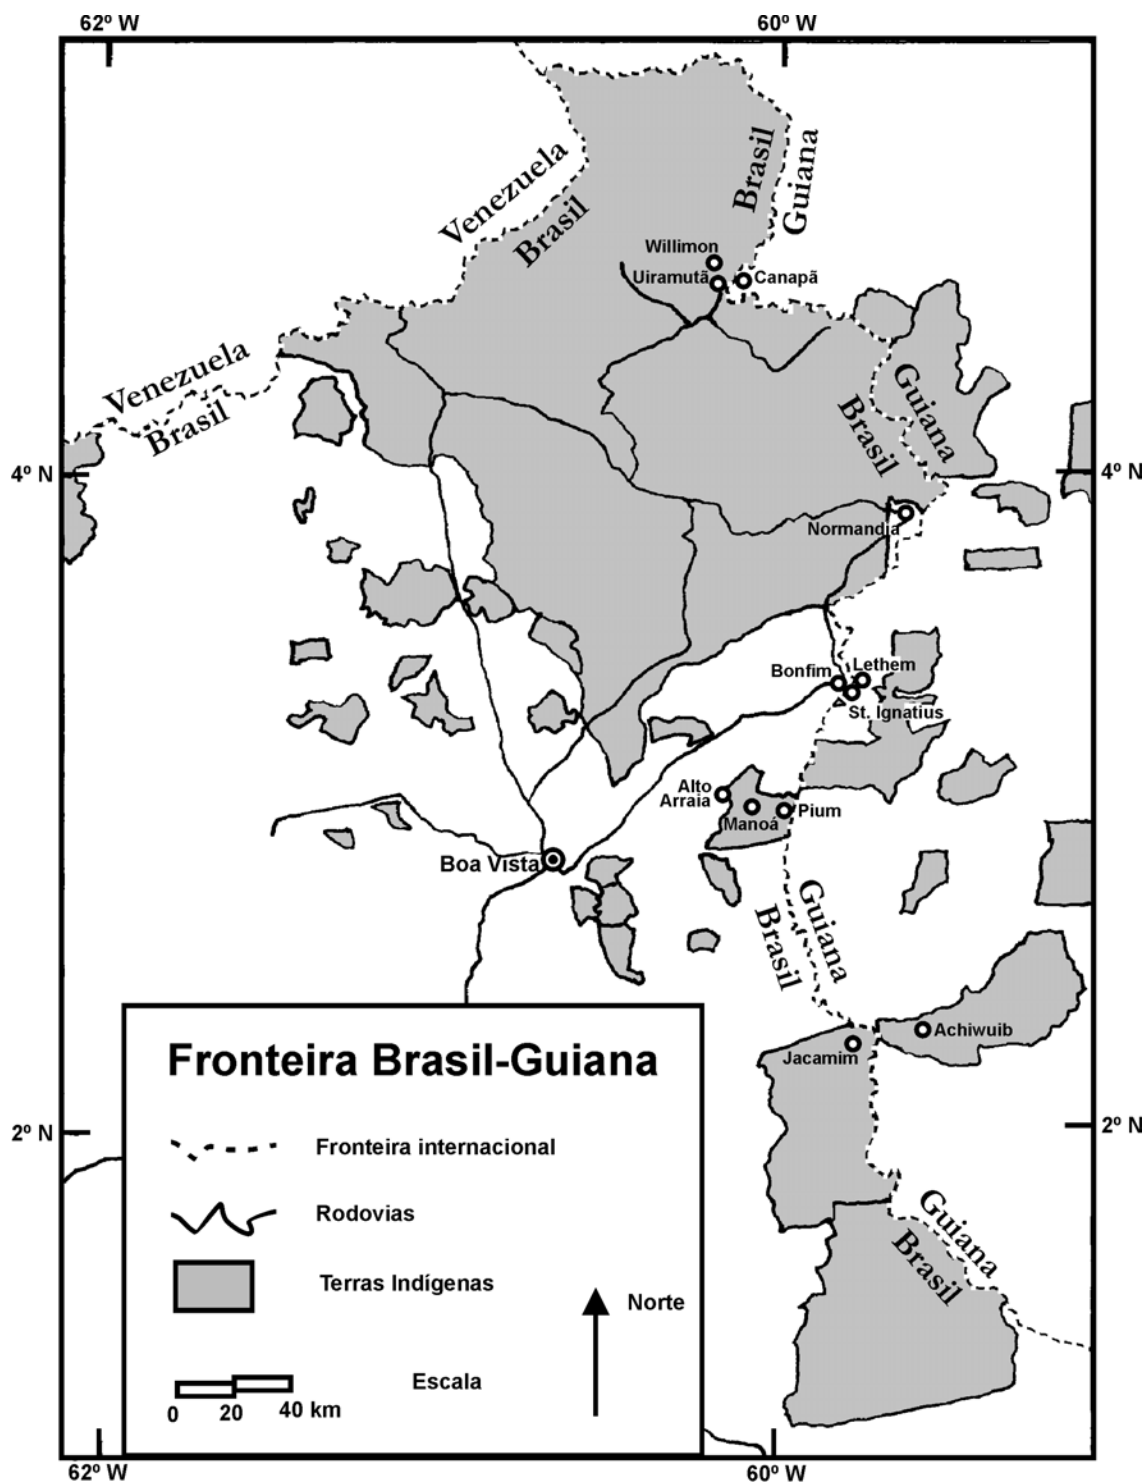 62º W
60º W
Venezuela
Brasil
Brasil
Guiana
Willimon
Uiramutã
Canapã
Venezuela
Brasil
Guiana
Brasil
4º N
4º N
Normandia
Bonfim
Lethem
St. Ignatius
Alto
Arraia
Manoá
Pium
Boa Vista
Guiana
Brasil
Achiwuib
Jacamim
Fronteira Brasil-Guiana
Fronteira internacional
Rodovias
Terras Indígenas
Norte
Escala
0 20 40 km
2º N
2º N
Guiana
Brasil
62º W
60º W